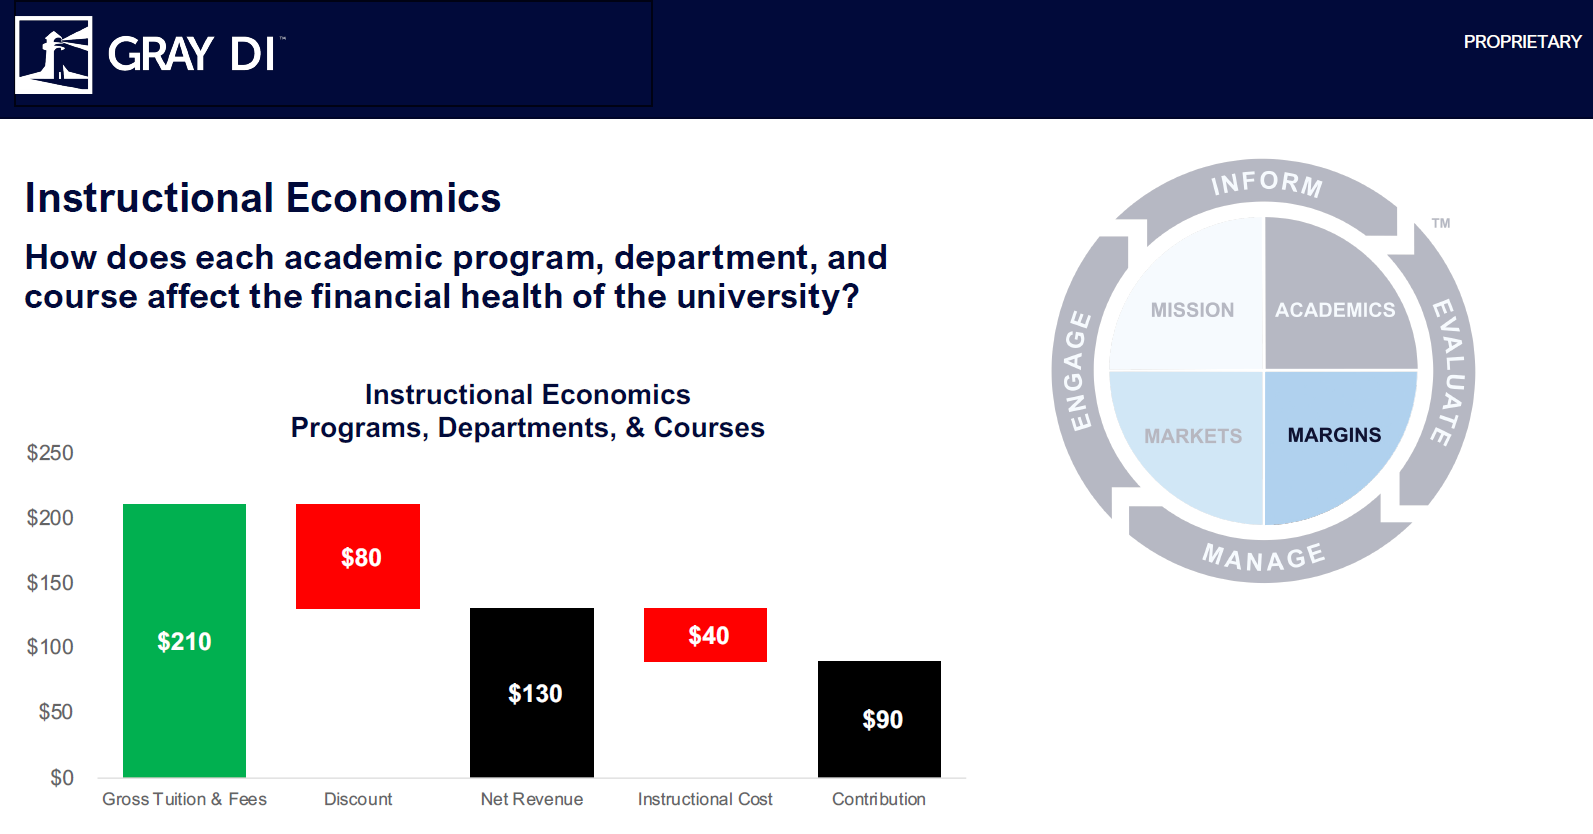 GRAY DI™
PROPRIETARY
Instructional Economics
How does each academic program, department, and
course affect the financial health of the university?
Instructional Economics
Programs, Departments, & Courses
$250
$200
$150
$100
$50
$0
$210
$80
$130
$40
$90
Gross Tuition & Fees
Discount
Net Revenue
Instructional Cost
Contribution
INFORM
TM
EVALUATE
MANAGE
ENGAGE
MISSION
ACADEMICS
MARKETS
MARGINS